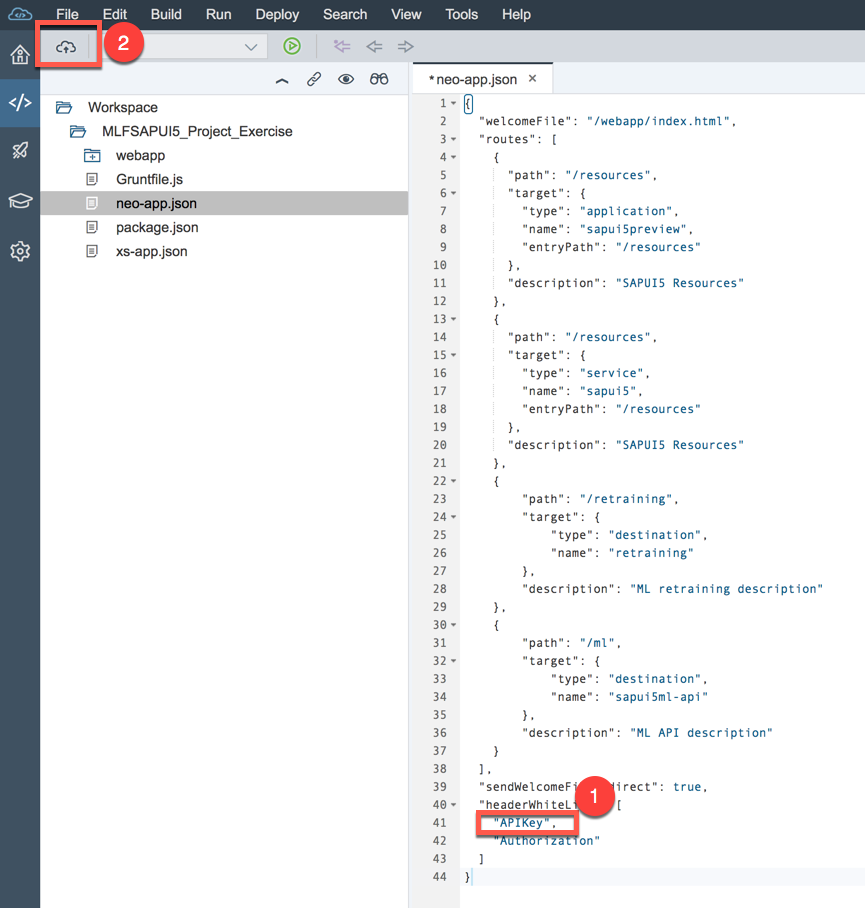 File Edit Build Run Deploy Search View Tools Help
2
*neo-app.json ×
Workspace
MLFSAPUI5_Project_Exercise
webapp
Gruntfile.js
neo-app.json
package.json
xs-app.json
1 {
2 "welcomeFile": "/webapp/index.html",
3 "routes": [
4 {
5 "path": "/resources",
6 "target": {
7 "type": "application",
8 "name": "sapui5preview",
9 "entryPath": "/resources"
10 },
11 "description": "SAPUI5 Resources"
12 },
13 {
14 "path": "/resources",
15 "target": {
16 "type": "service",
17 "name": "sapui5",
18 "entryPath": "/resources"
19 },
20 "description": "SAPUI5 Resources"
21 },
22 {
23 "path": "/retraining",
24 "target": {
25 "type": "destination",
26 "name": "retraining"
27 },
28 "description": "ML retraining description"
29 },
30 {
31 "path": "/ml",
32 "target": {
33 "type": "destination",
34 "name": "sapui5ml-api"
35 },
36 "description": "ML API description"
37 }
38 ],
39 "sendWelcomeFi direct": true,
40 "headerWhiteLi [
1
41 "APIKey",
42 "Authorization"
43 ]
44 }